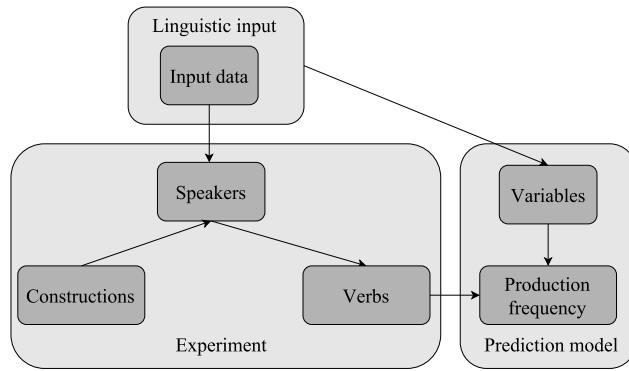 Linguistic input
Input data
Speakers
Variables
Constructions
Verbs
Production
frequency
Experiment
Prediction model